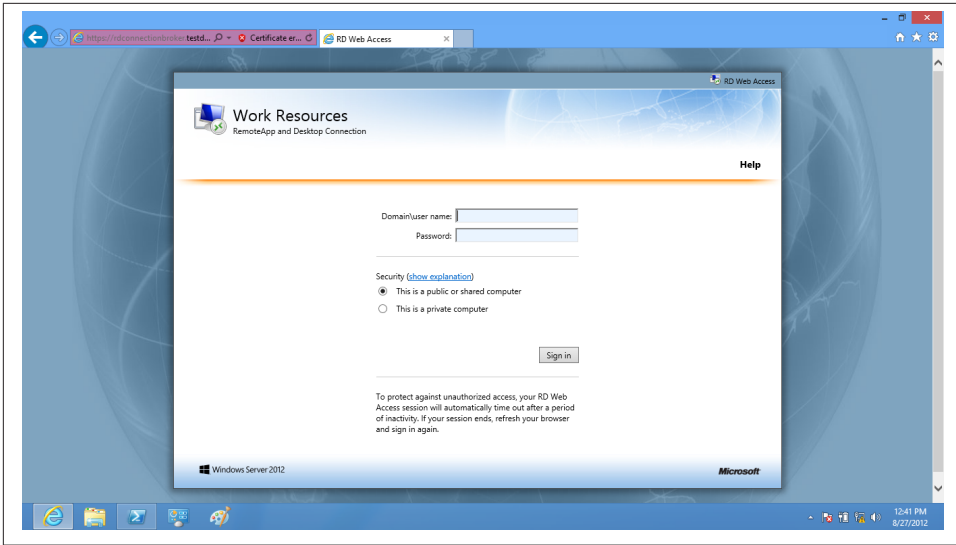 https://rdconnectionbroker.testd...
Certificate er...
RD Web Access
RD Web Access
Work Resources
RemoteApp and Desktop Connection
Help
Domain\user name:
Password:
Security (show explanation)
This is a public or shared computer
This is a private computer
Sign in
To protect against unauthorized access, your RD Web
Access session will automatically time out after a period
of inactivity. If your session ends, refresh your browser
and sign in again.
Windows Server 2012
Microsoft
12:41 PM
8/27/2012